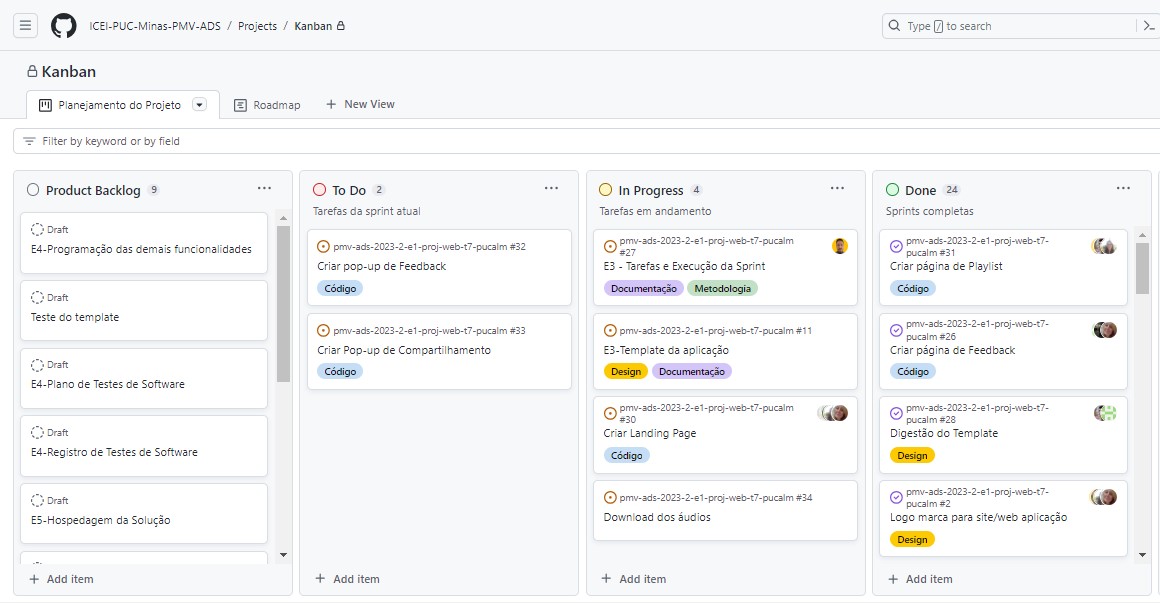 ICEI-PUC-Minas-PMV-ADS / Projects / Kanban
Type / to search
Kanban
Planejamento do Projeto
Roadmap
New View
Filter by keyword or by field
Product Backlog 9
Draft
E4-Programação das demais funcionalidades
Draft
Teste do template
Draft
E4-Plano de Testes de Software
Draft
E4-Registro de Testes de Software
Draft
E5-Hospedagem da Solução
Add item
To Do 2
Tarefas da sprint atual
pmv-ads-2023-2-e1-proj-web-t7-pucalm #32
Criar pop-up de Feedback
Código
pmv-ads-2023-2-e1-proj-web-t7-pucalm #33
Criar Pop-up de Compartilhamento
Código
Add item
In Progress 4
Tarefas em andamento
pmv-ads-2023-2-e1-proj-web-t7-pucalm
#27
E3 - Tarefas e Execução da Sprint
Documentação Metodologia
pmv-ads-2023-2-e1-proj-web-t7-pucalm #11
E3-Template da aplicação
Design Documentação
pmv-ads-2023-2-e1-proj-web-t7-pucalm
#30
Criar Landing Page
Código
pmv-ads-2023-2-e1-proj-web-t7-pucalm #34
Download dos áudios
Add item
Done 24
Sprints completas
pmv-ads-2023-2-e1-proj-web-t7-
pucalm #31
Criar página de Playlist
Código
pmv-ads-2023-2-e1-proj-web-t7-
pucalm #26
Criar página de Feedback
Código
pmv-ads-2023-2-e1-proj-web-t7-
pucalm #28
Digestão do Template
Design
pmv-ads-2023-2-e1-proj-web-t7-
pucalm #2
Logo marca para site/web aplicação
Design
Add item